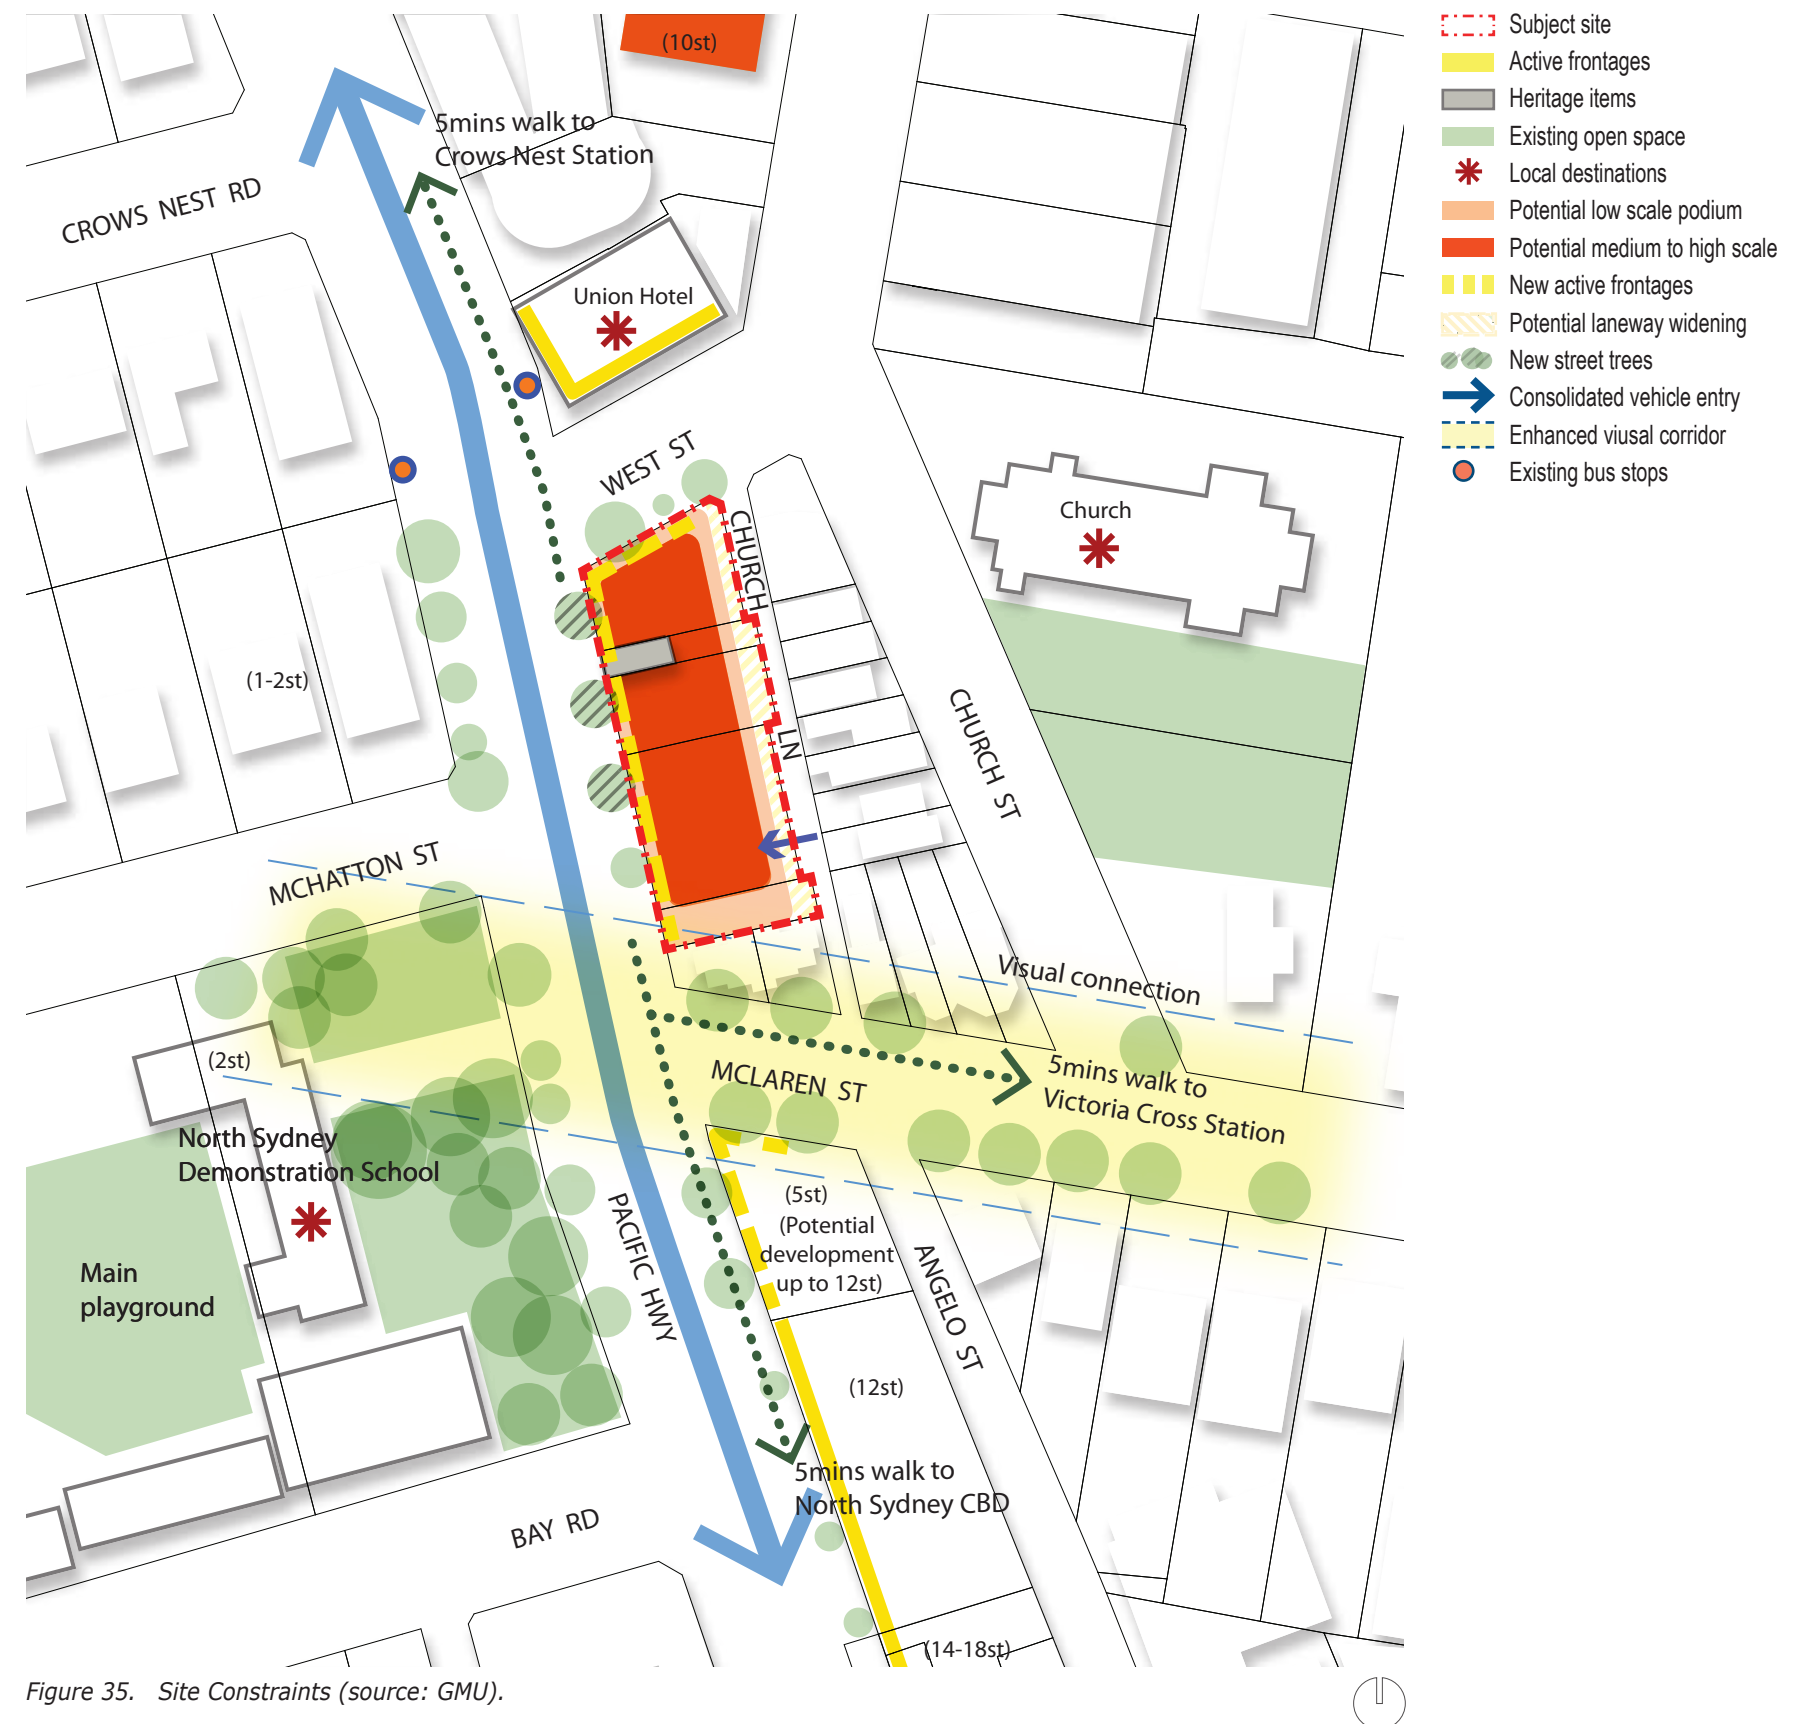 (10st)
5mins walk to
Crows Nest Station
CROWS NEST RD
Union Hotel
WEST ST
CHURCH
LN
Church
(1-2st)
CHURCH ST
MCHATTON ST
Visual connection
(2st)
MCLAREN ST
5mins walk to
Victoria Cross Station
North Sydney
Demonstration School
Main
playground
PACIFIC HWY
(5st)
(Potential
development
up to 12st)
ANGELO ST
(12st)
5mins walk to
North Sydney CBD
BAY RD
(14-18st)
Subject site
Active frontages
Heritage items
Existing open space
Local destinations
Potential low scale podium
Potential medium to high scale
New active frontages
Potential laneway widening
New street trees
Consolidated vehicle entry
Enhanced viusal corridor
Existing bus stops
Figure 35. Site Constraints (source: GMU).